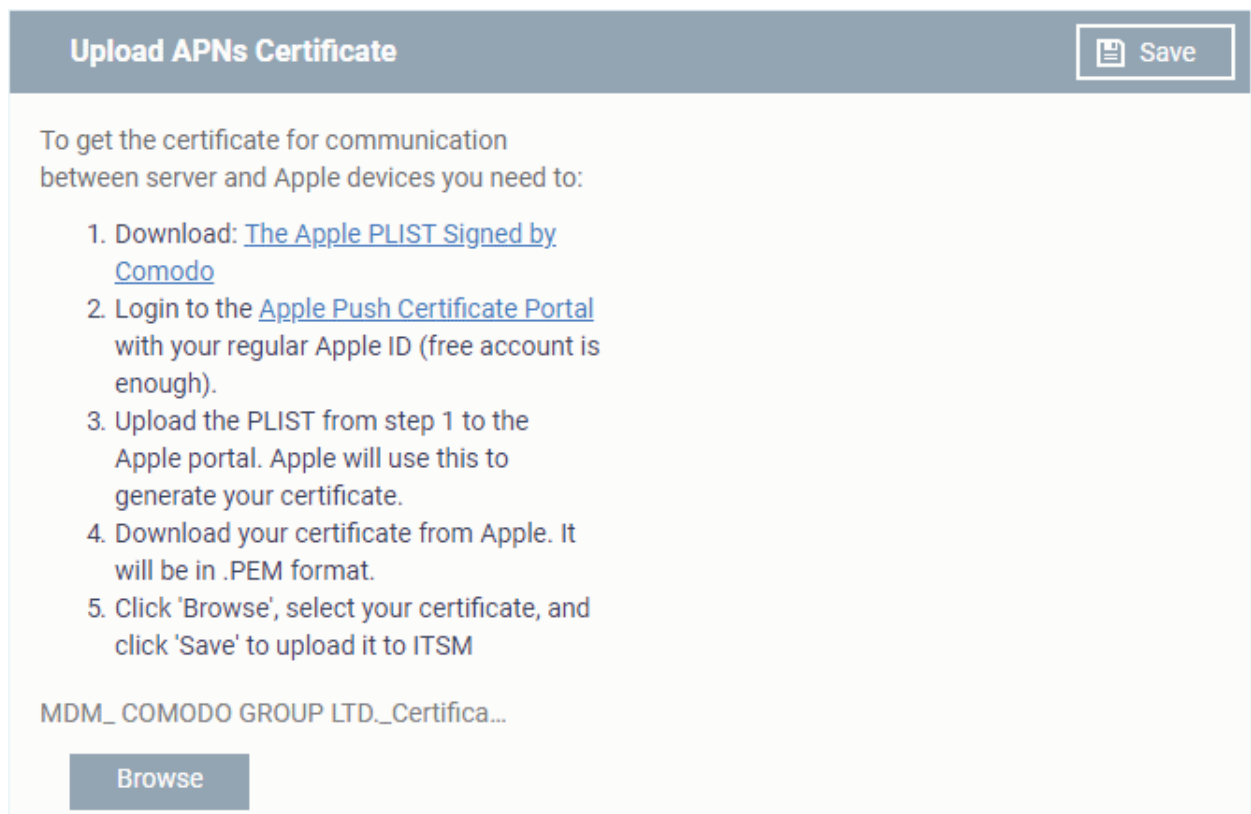 Upload APNs Certificate
Save
To get the certificate for communication
between server and Apple devices you need to:
1. Download: The Apple PLIST Signed by
Comodo
2. Login to the Apple Push Certificate Portal
with your regular Apple ID (free account is
enough).
3. Upload the PLIST from step 1 to the
Apple portal. Apple will use this to
generate your certificate.
4. Download your certificate from Apple. It
will be in .PEM format.
5. Click 'Browse', select your certificate, and
click 'Save' to upload it to ITSM
MDM_ COMODO GROUP LTD._Certifica...
Browse